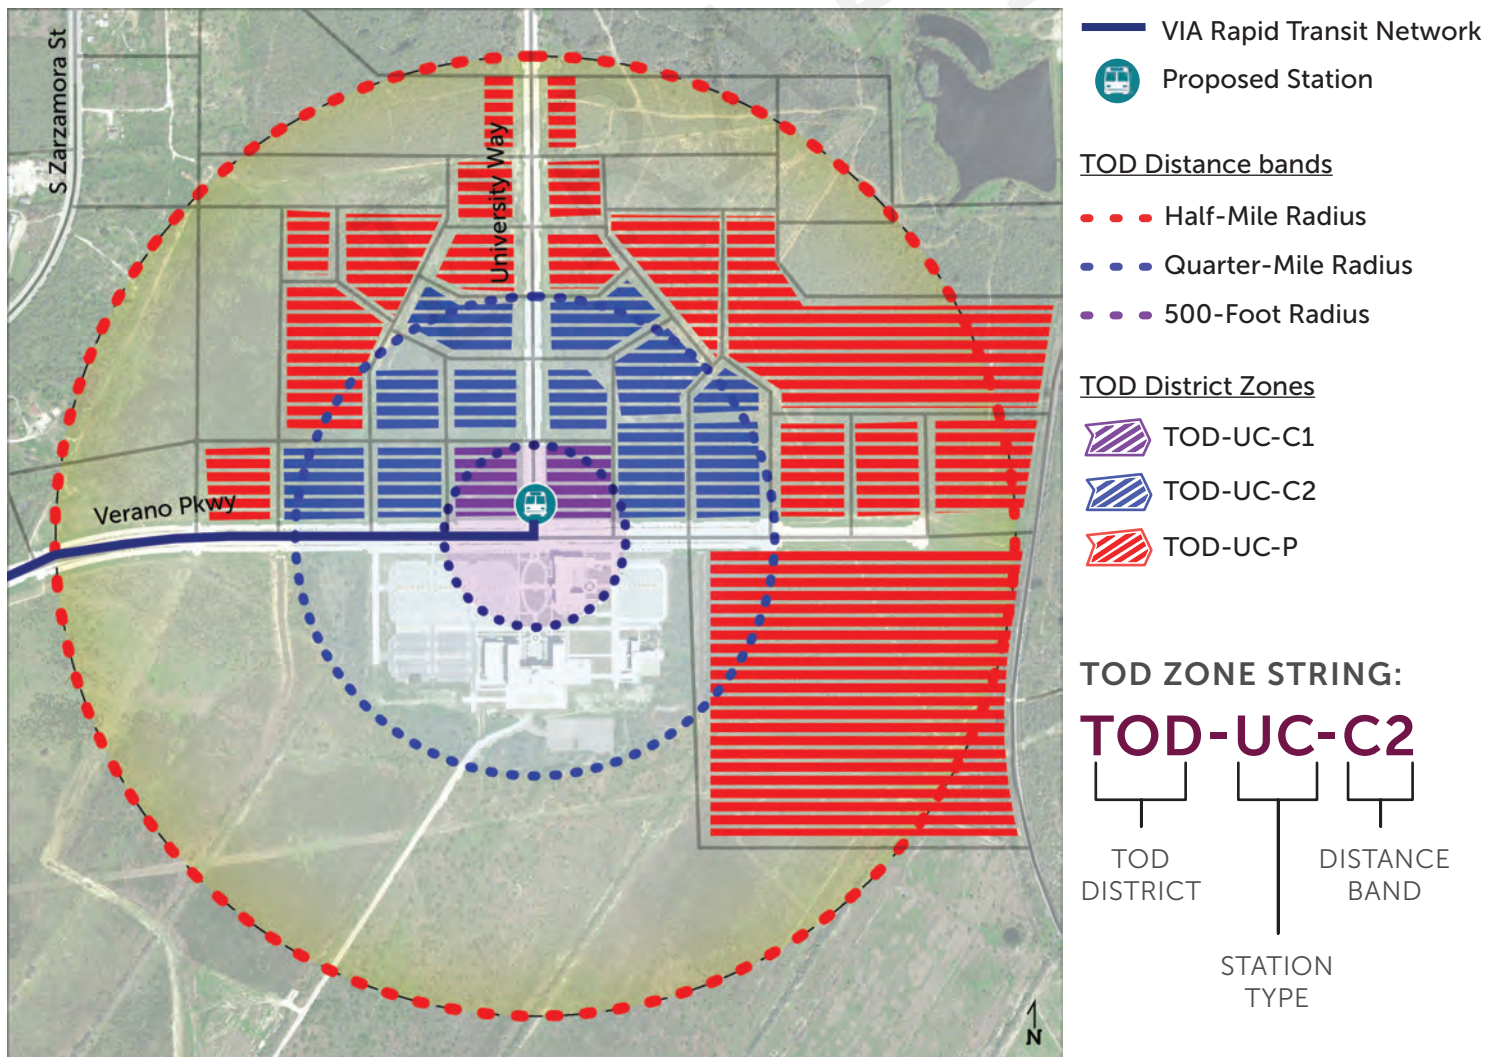 S Zarzamora St
University Way
Verano Pkwy
N
VIA Rapid Transit Network
Proposed Station
TOD Distance bands
Half-Mile Radius
Quarter-Mile Radius
500-Foot Radius
TOD District Zones
TOD-UC-C1
TOD-UC-C2
TOD-UC-P
TOD ZONE STRING:
TOD-UC-C2
TOD
DISTRICT
DISTANCE
BAND
STATION
TYPE